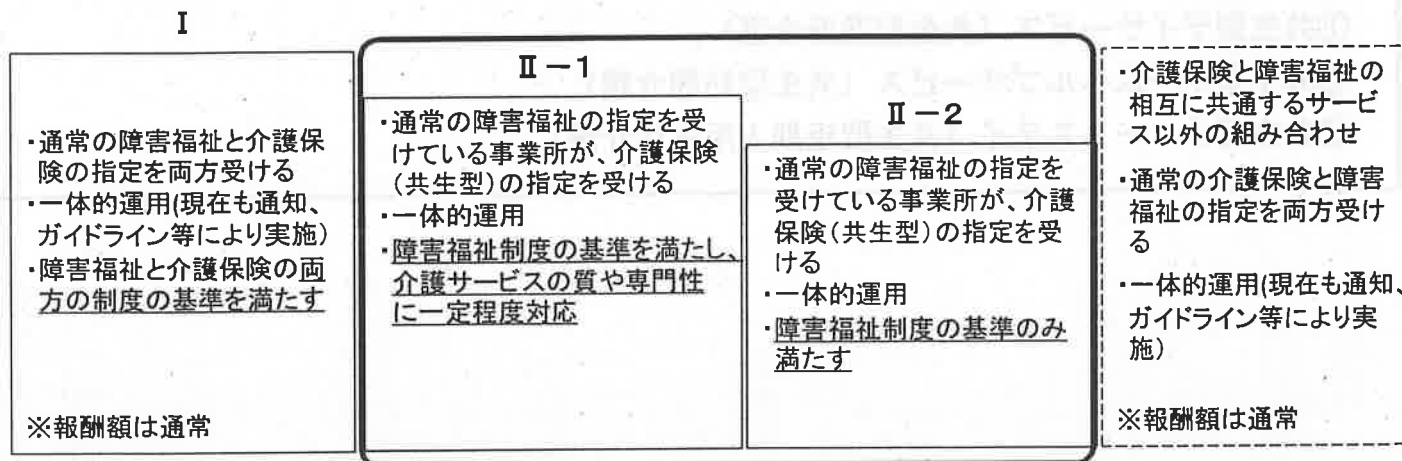 Ⅰ
・通常の障害福祉と介護保
険の指定を両方受ける
・一体的運用(現在も通知、
ガイドライン等により実施)
・障害福祉と介護保険の両
方の制度の基準を満たす
※報酬額は通常
Ⅱ－1
・通常の障害福祉の指定を受
けている事業所が、介護保険
(共生型)の指定を受ける
・一体的運用
・障害福祉制度の基準を満たし、
介護サービスの質や専門性
に一定程度対応
Ⅱ－2
・通常の障害福祉の指定を
受けている事業所が、介護
保険(共生型)の指定を受
ける
・一体的運用
・障害福祉制度の基準のみ
満たす
・介護保険と障害福祉の
相互に共通するサービ
ス以外の組み合わせ
・通常の介護保険と障害
福祉の指定を両方受け
る
・一体的運用(現在も通知、
ガイドライン等により実
施)
※報酬額は通常